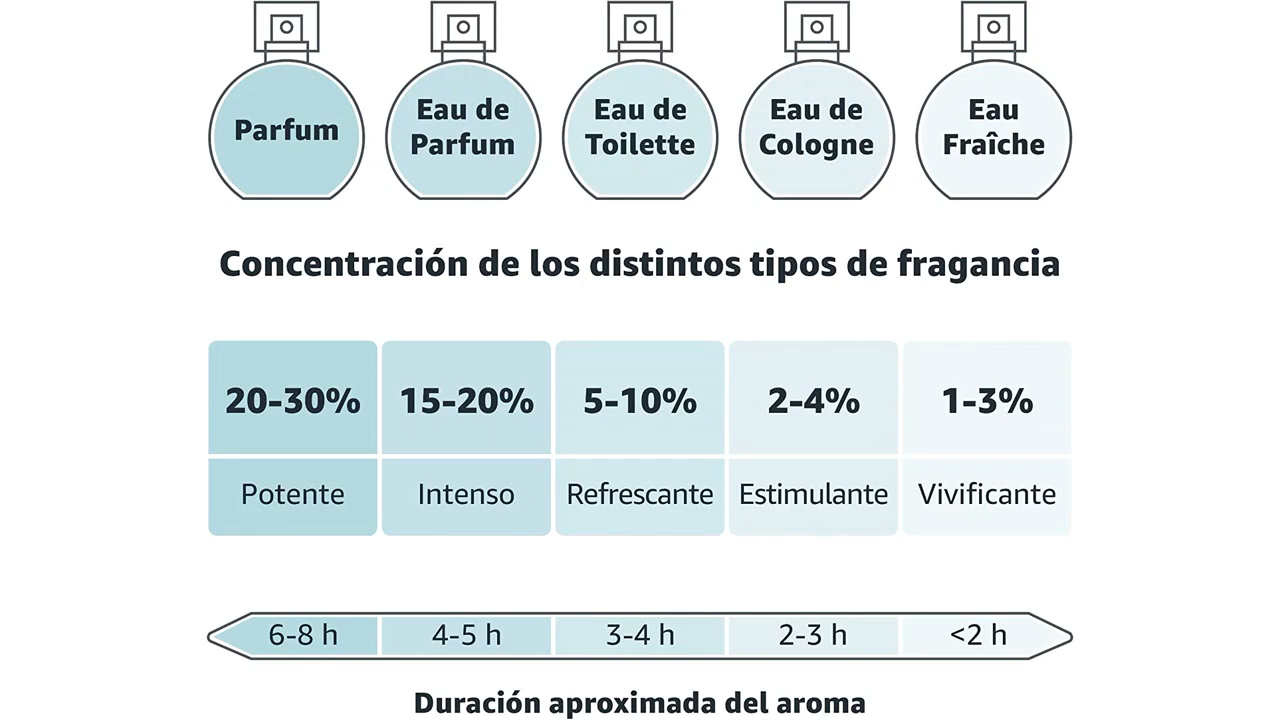 Parfum
Eau de
Parfum
Eau de
Toilette
Eau de
Cologne
Eau
Fraîche
Concentración de los distintos tipos de fragancia
20-30% 15-20% 5-10% 2-4% 1-3%
Potente Intenso Refrescante Estimulante Vivificante
6-8 h 4-5 h 3-4 h 2-3 h <2 h
Duración aproximada del aroma